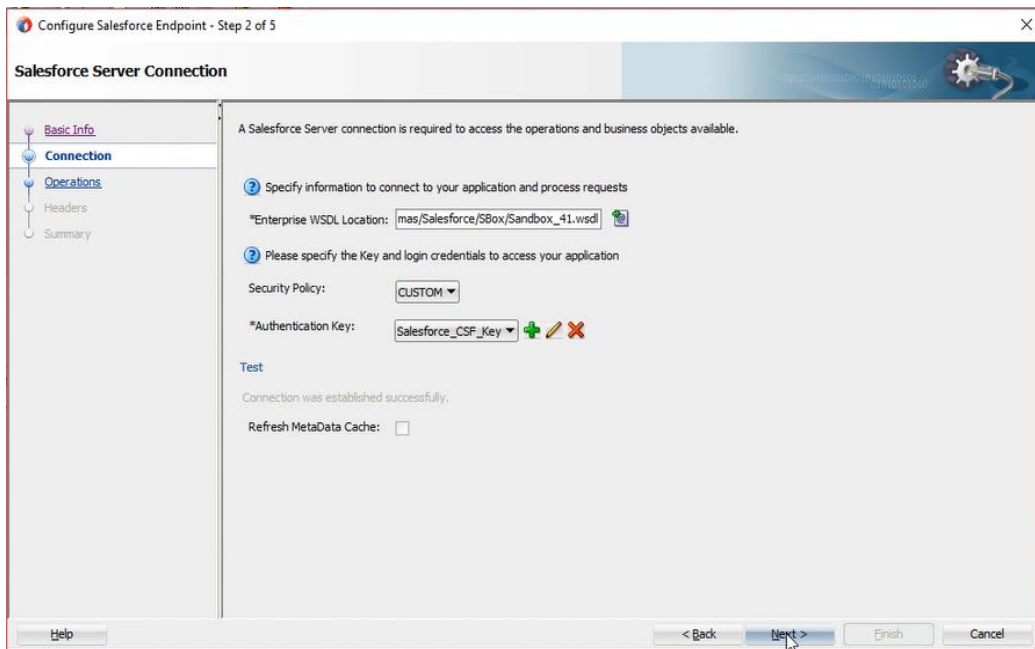 Configure Salesforce Endpoint - Step 2 of 5
Salesforce Server Connection
Basic Info
Connection
Operations
Headers
Summary
A Salesforce Server connection is required to access the operations and business objects available.
Specify information to connect to your application and process requests
*Enterprise WSDL Location: mas/Salesforce/SBox/Sandbox_41.wsdl
Please specify the Key and login credentials to access your application
Security Policy: CUSTOM
*Authentication Key: Salesforce_CSF_Key
Test
Connection was established successfully.
Refresh MetaData Cache:
Help
< Back
Next >
Finish
Cancel